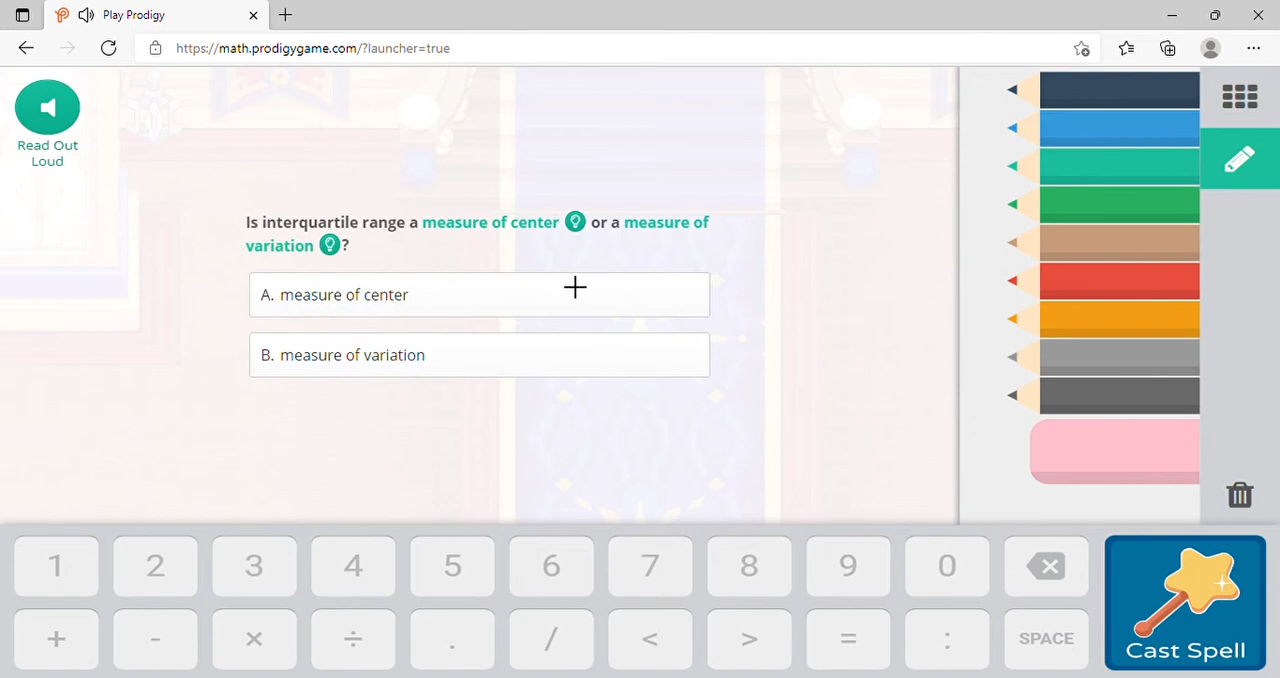 Play Prodigy
https://math.prodigygame.com/?launcher=true
Read Out
Loud
Is interquartile range a measure of center or a measure of
variation ?
A. measure of center
B. measure of variation
1 2 3 4 5 6 7 8 9 0
+ - × ÷ . / < > = : SPACE
Cast Spell